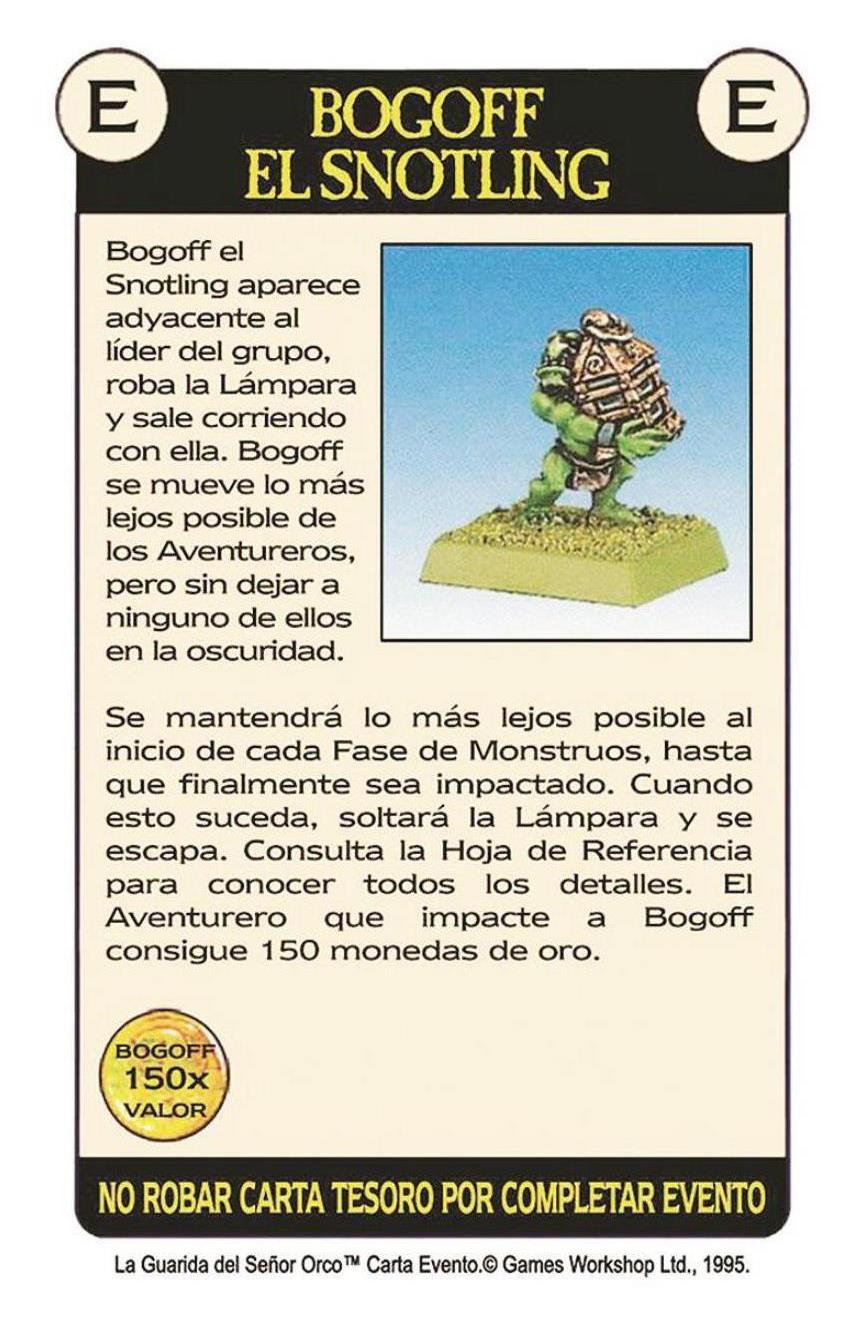 E
E
BOGOFF
EL SNOTLING
Bogoff el
Snotling aparece
adyacente al
líder del grupo,
roba la Lámpara
y sale corriendo
con ella. Bogoff
se mueve lo más
lejos posible de
los Aventureros,
pero sin dejar a
ninguno de ellos
en la oscuridad.
Se mantendrá lo más lejos posible al
inicio de cada Fase de Monstruos, hasta
que finalmente sea impactado. Cuando
esto suceda, soltará la Lámpara y se
escapa. Consulta la Hoja de Referencia
para conocer todos los detalles. El
Aventurero que impacte a Bogoff
consigue 150 monedas de oro.
BOGOFF
150x
VALOR
NO ROBAR CARTA TESORO POR COMPLETAR EVENTO
La Guarida del Señor Orco™ Carta Evento.© Games Workshop Ltd., 1995.